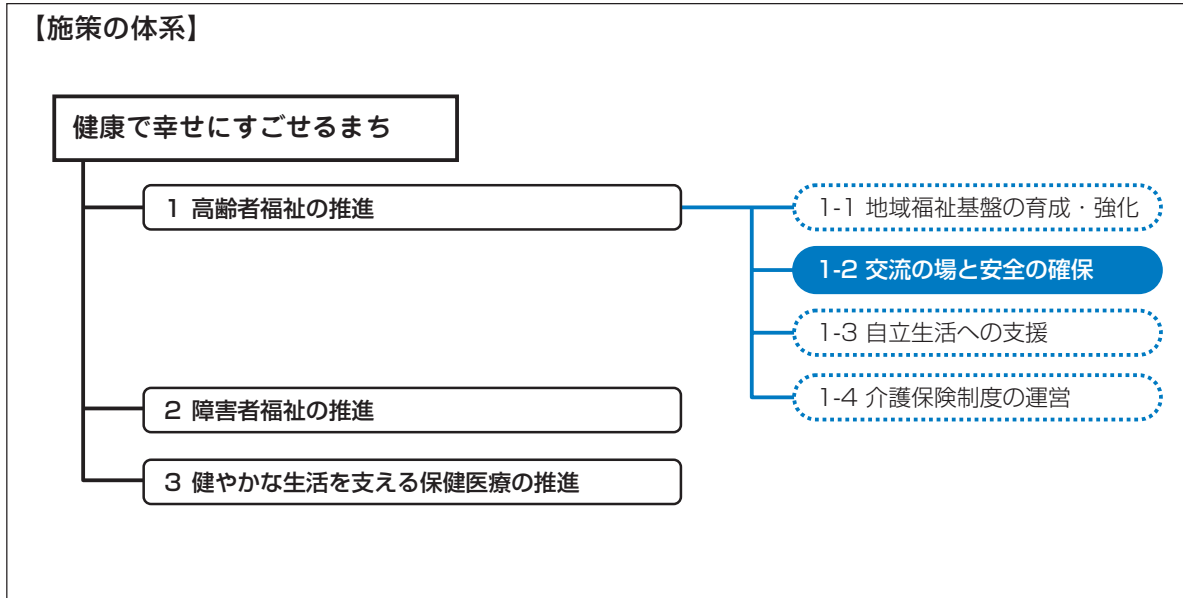 【施策の体系】
健康で幸せにすごせるまち
1 高齢者福祉の推進
1-1 地域福祉基盤の育成・強化
1-2 交流の場と安全の確保
1-3 自立生活への支援
1-4 介護保険制度の運営
2 障害者福祉の推進
3 健やかな生活を支える保健医療の推進